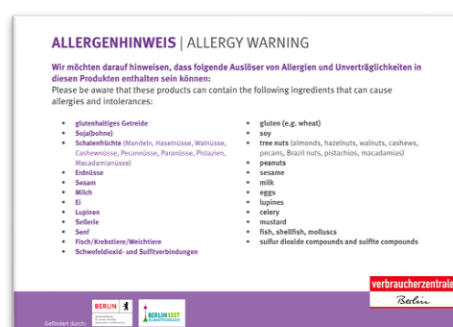 ALLERGENHINWEIS | ALLERGY WARNING
Wir möchten darauf hinweisen, dass folgende Auslöser von Allergien und Unverträglichkeiten in
diesen Produkten enthalten sein können:
Please be aware that these products can contain the following ingredients that can cause
allergies and intolerances:
• glutenhaltiges Getreide
• Soja(bohne)
• Schalenfrüchte (Mandeln, Haselnüsse, Walnüsse,
Cashewnüsse, Pecannüsse, Paranüsse, Pistazien,
Macadamianüsse)
• Erdnüsse
• Sesam
• Milch
• Ei
• Lupinen
• Sellerie
• Senf
• Fisch/Krebstiere/Weichtiere
• Schwefeldioxid- und Sulfitverbindungen
• gluten (e.g. wheat)
• soy
• tree nuts (almonds, hazelnuts, walnuts, cashews,
pecans, Brazil nuts, pistachios, macadamias)
• peanuts
• sesame
• milk
• eggs
• lupines
• celery
• mustard
• fish, shellfish, molluscs
• sulfur dioxide compounds and sulfite compounds
verbraucherzentrale
Berlin
Gefördert durch:
BERLIN